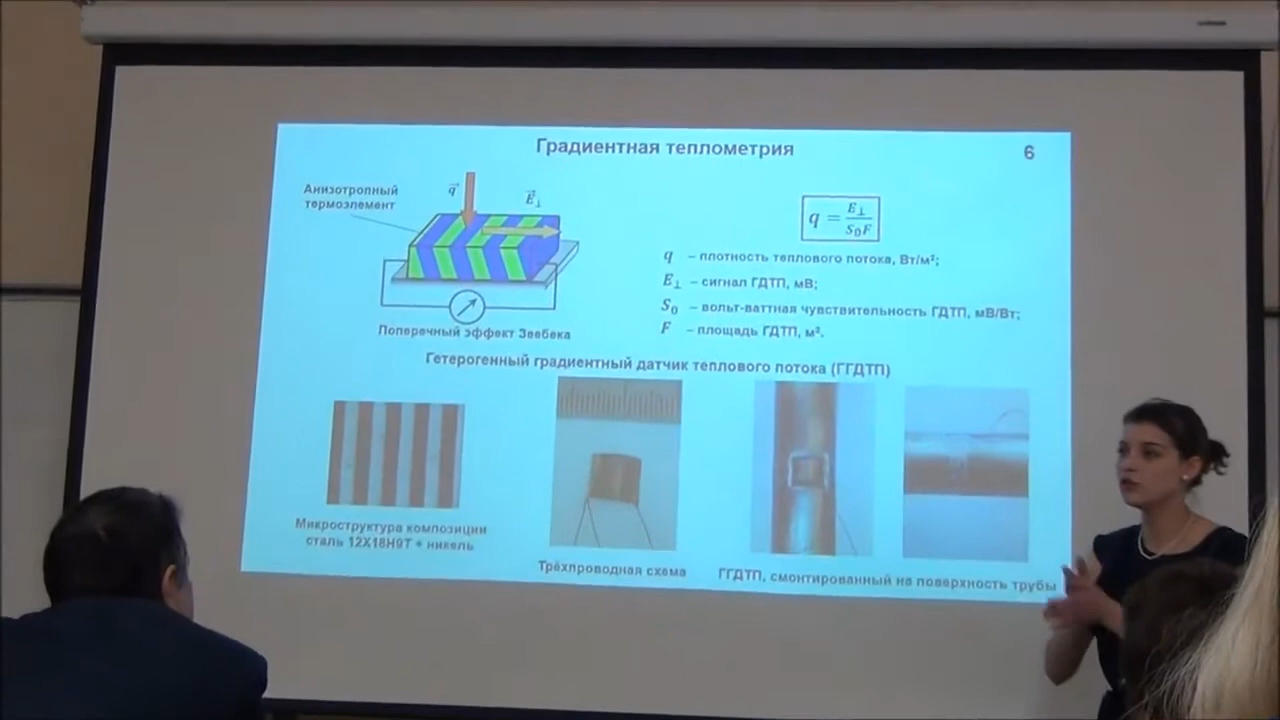 Градиентная теплометрия
6
Анизотропный
термоэлемент
q⃗
E⃗⊥
Поперечный эффект Зеебека
q = E⊥ / S₀F
q – плотность теплового потока, Вт/м²;
E⊥ – сигнал ГДТП, мВ;
S₀ – вольт-ваттная чувствительность ГДТП, мВ/Вт;
F – площадь ГДТП, м².
Гетерогенный градиентный датчик теплового потока (ГГДТП)
Микроструктура композиции
сталь 12Х18Н9Т + никель
Трёхпроводная схема
ГГДТП, смонтированный на поверхность трубы